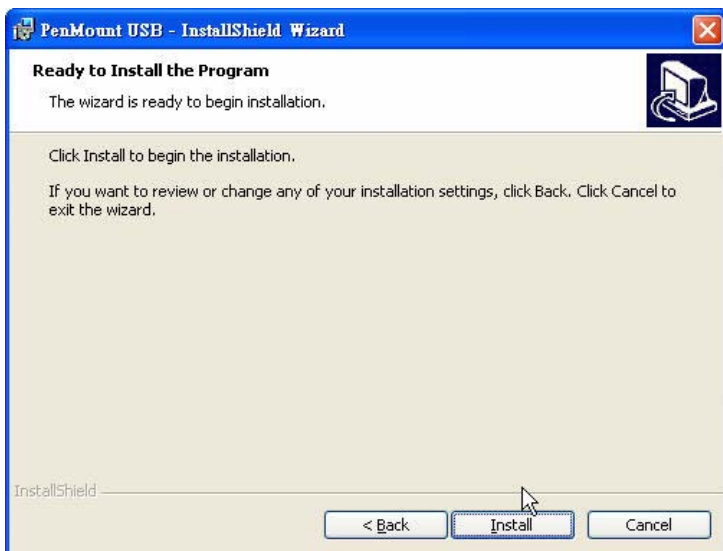 PenMount USB - InstallShield Wizard
Ready to Install the Program
The wizard is ready to begin installation.
Click Install to begin the installation.
If you want to review or change any of your installation settings, click Back. Click Cancel to
exit the wizard.
InstallShield
< Back
Install
Cancel